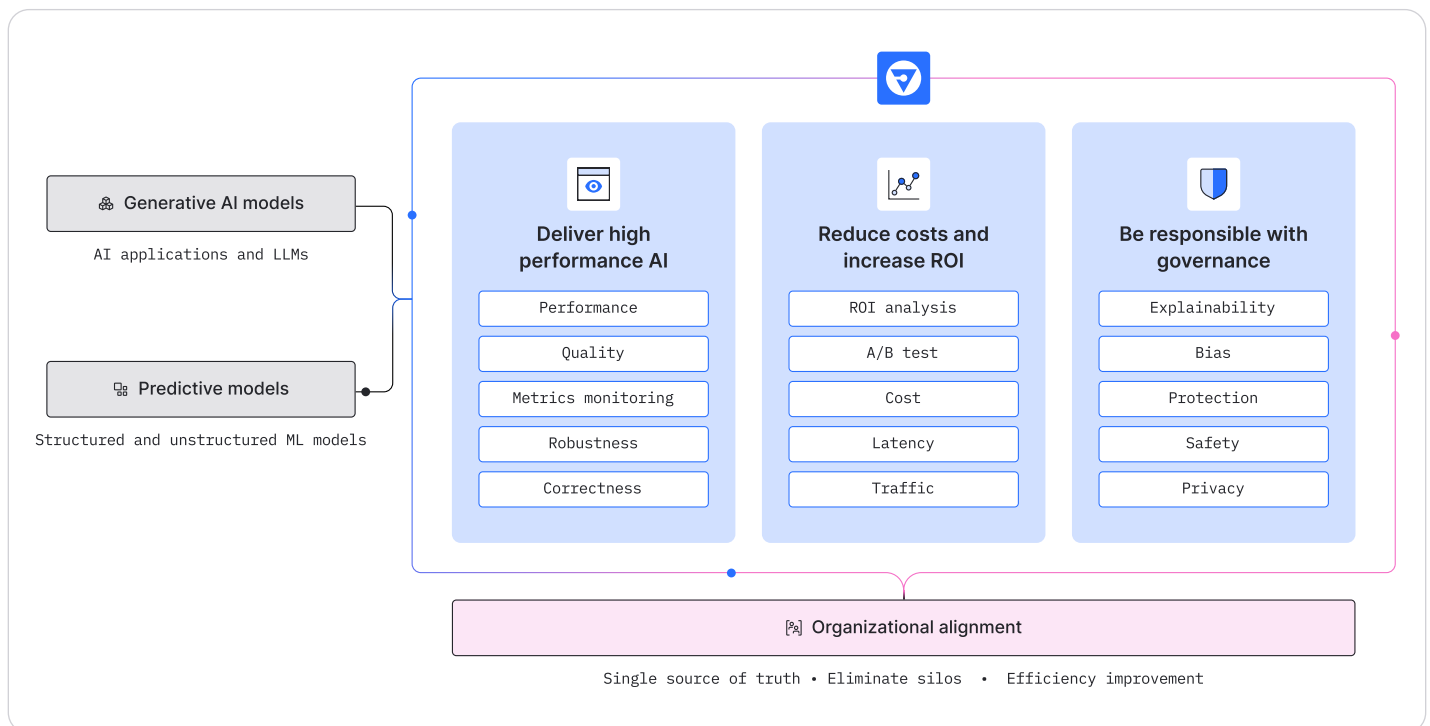 Generative AI models
AI applications and LLMs
Predictive models
Structured and unstructured ML models
Deliver high
performance AI
Performance
Quality
Metrics monitoring
Robustness
Correctness
Reduce costs and
increase ROI
ROI analysis
A/B test
Cost
Latency
Traffic
Be responsible with
governance
Explainability
Bias
Protection
Safety
Privacy
Organizational alignment
Single source of truth • Eliminate silos • Efficiency improvement